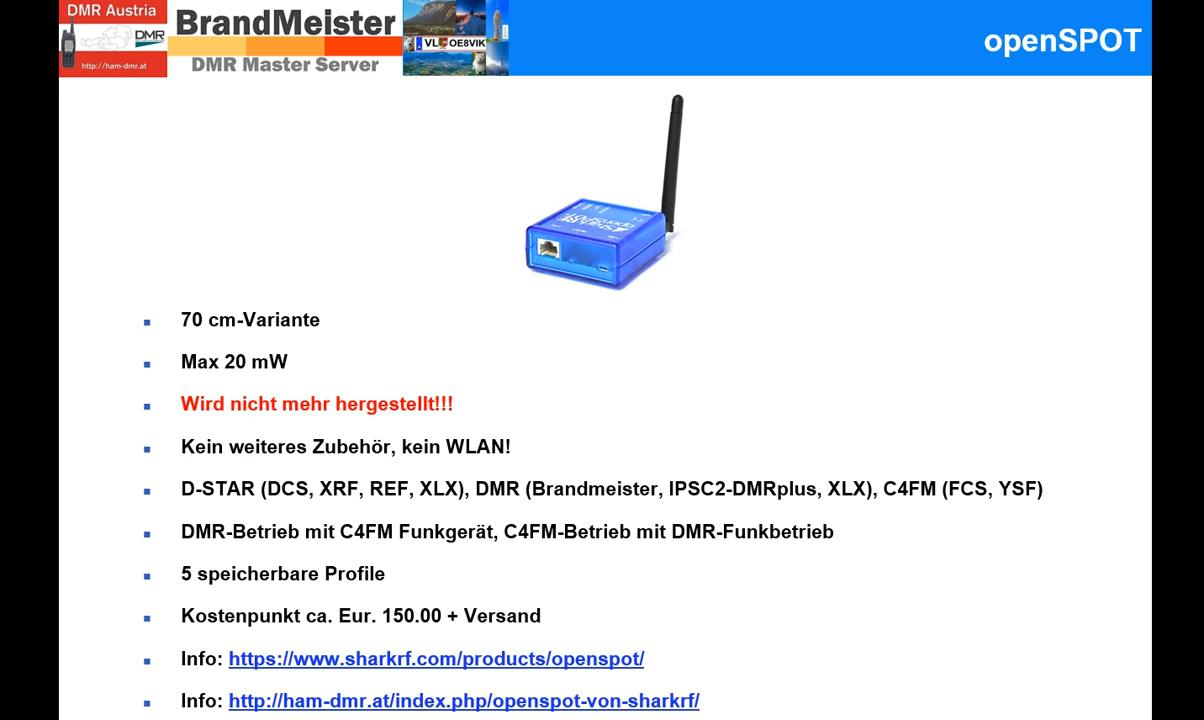 DMR Austria
DMR
http://ham-dmr.at
BrandMeister
DMR Master Server
VL OE8VIK
openSPOT
SharkRF
openSPOT
70 cm-Variante
Max 20 mW
Wird nicht mehr hergestellt!!!
Kein weiteres Zubehör, kein WLAN!
D-STAR (DCS, XRF, REF, XLX), DMR (Brandmeister, IPSC2-DMRplus, XLX), C4FM (FCS, YSF)
DMR-Betrieb mit C4FM Funkgerät, C4FM-Betrieb mit DMR-Funkbetrieb
5 speicherbare Profile
Kostenpunkt ca. Eur. 150.00 + Versand
Info: https://www.sharkrf.com/products/openspot/
Info: http://ham-dmr.at/index.php/openspot-von-sharkrf/